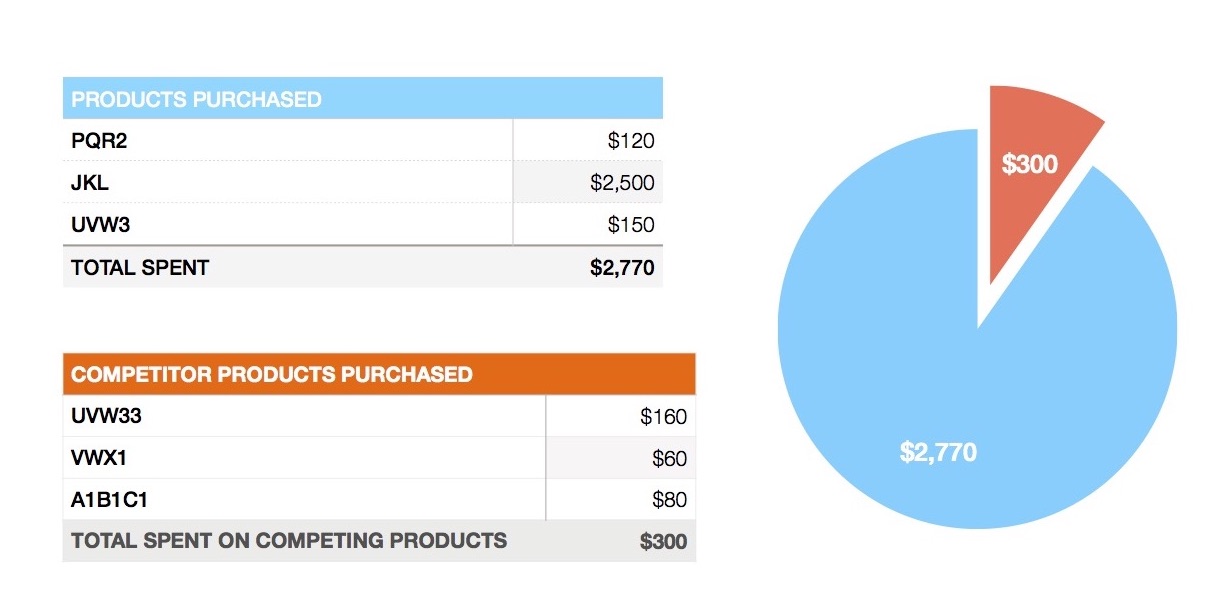 PRODUCTS PURCHASED
PQR2 $120
JKL $2,500
UVW3 $150
TOTAL SPENT $2,770
COMPETITOR PRODUCTS PURCHASED
UVW33 $160
VWX1 $60
A1B1C1 $80
TOTAL SPENT ON COMPETING PRODUCTS $300
$300
$2,770